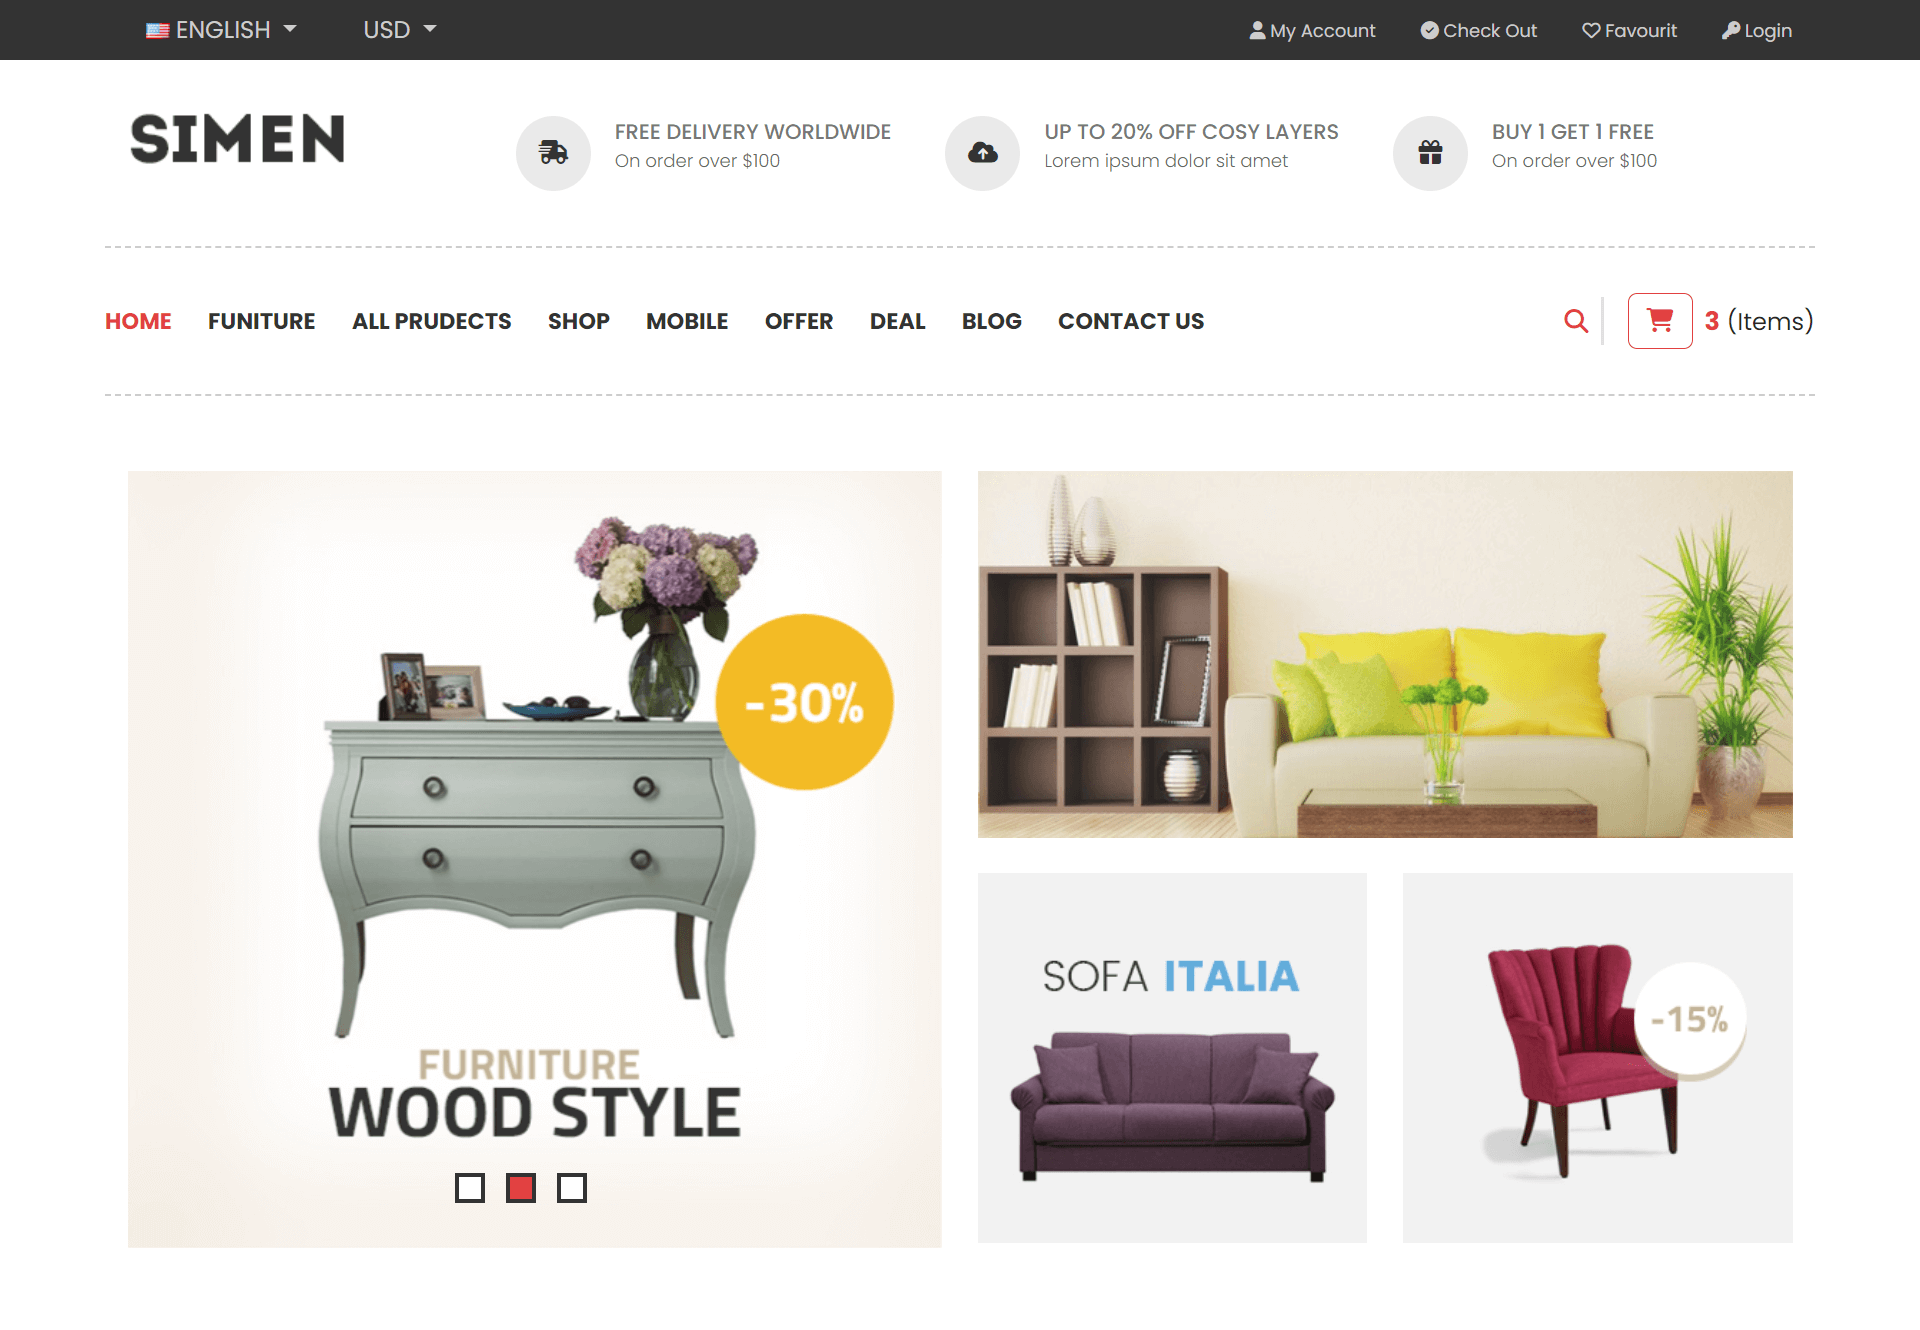 ENGLISH USD My Account Check Out Favourit Login
SIMEN
FREE DELIVERY WORLDWIDE
On order over $100
UP TO 20% OFF COSY LAYERS
Lorem ipsum dolor sit amet
BUY 1 GET 1 FREE
On order over $100
HOME FUNITURE ALL PRUDECTS SHOP MOBILE OFFER DEAL BLOG CONTACT US 3 (Items)
-30%
FURNITURE
WOOD STYLE
SOFA ITALIA
-15%